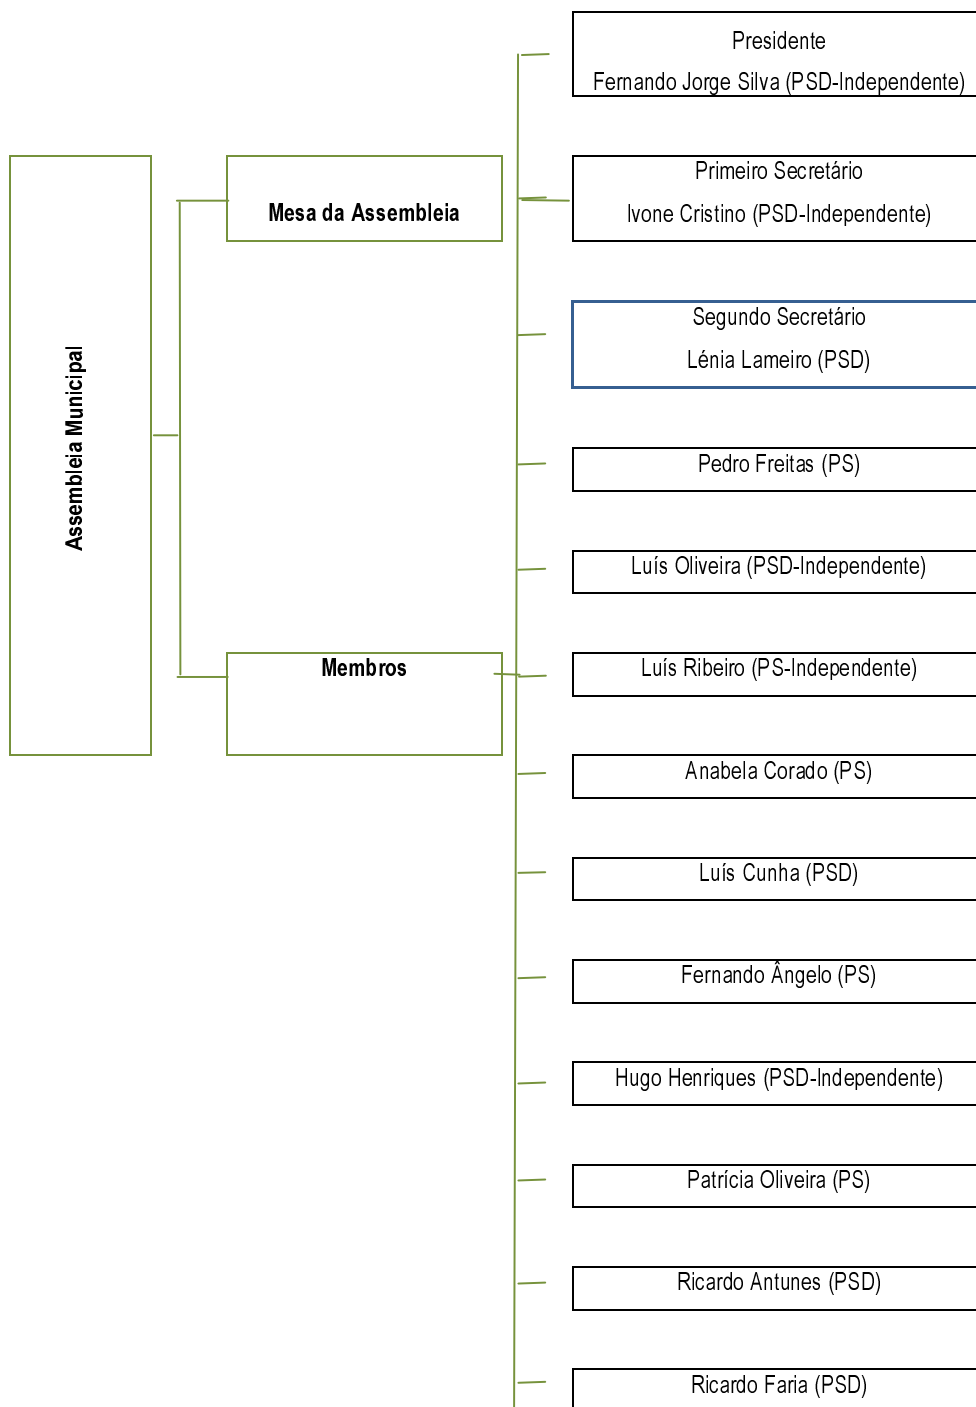 Presidente
Fernando Jorge Silva (PSD-Independente)
Primeiro Secretário
Ivone Cristino (PSD-Independente)
Mesa da Assembleia
Segundo Secretário
Lénia Lameiro (PSD)
Assembleia Municipal
Pedro Freitas (PS)
Luís Oliveira (PSD-Independente)
Membros
Luís Ribeiro (PS-Independente)
Anabela Corado (PS)
Luís Cunha (PSD)
Fernando Ângelo (PS)
Hugo Henriques (PSD-Independente)
Patrícia Oliveira (PS)
Ricardo Antunes (PSD)
Ricardo Faria (PSD)